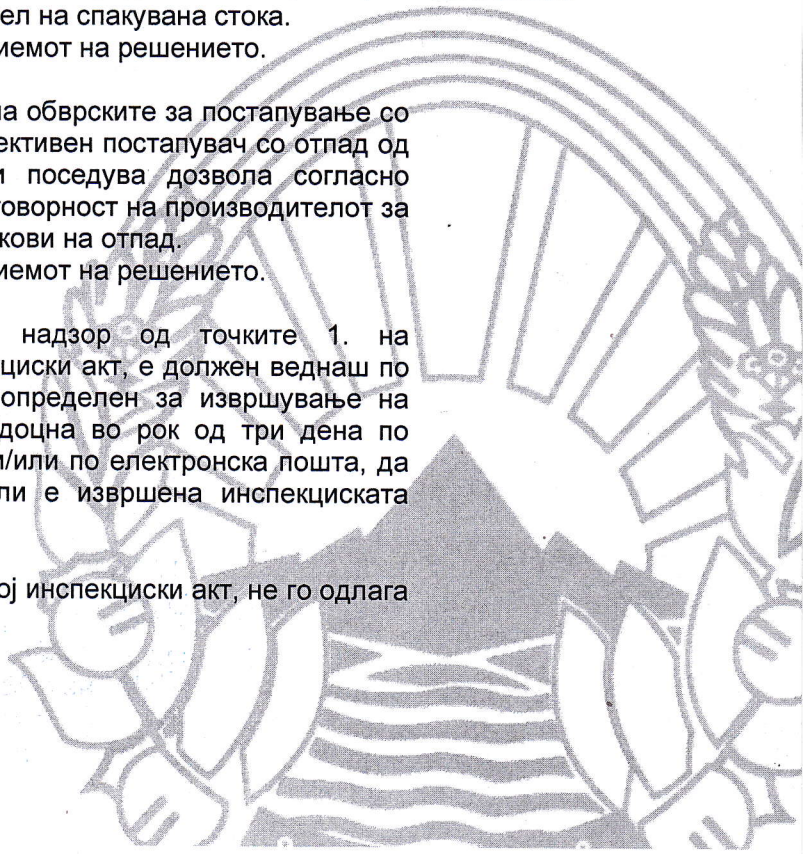 ел на спакувана стока.
иемот на решението.
на обврските за постапување со
ективен постапувач со отпад од
и поседува дозвола согласно
говорност на производителот за
кови на отпад.
иемот на решението.
надзор од точките 1. на
циски акт, е должен веднаш по
определен за извршување на
доцна во рок од три дена по
и/или по електронска пошта, да
ли е извршена инспекциската
ој инспекциски акт, не го одлага